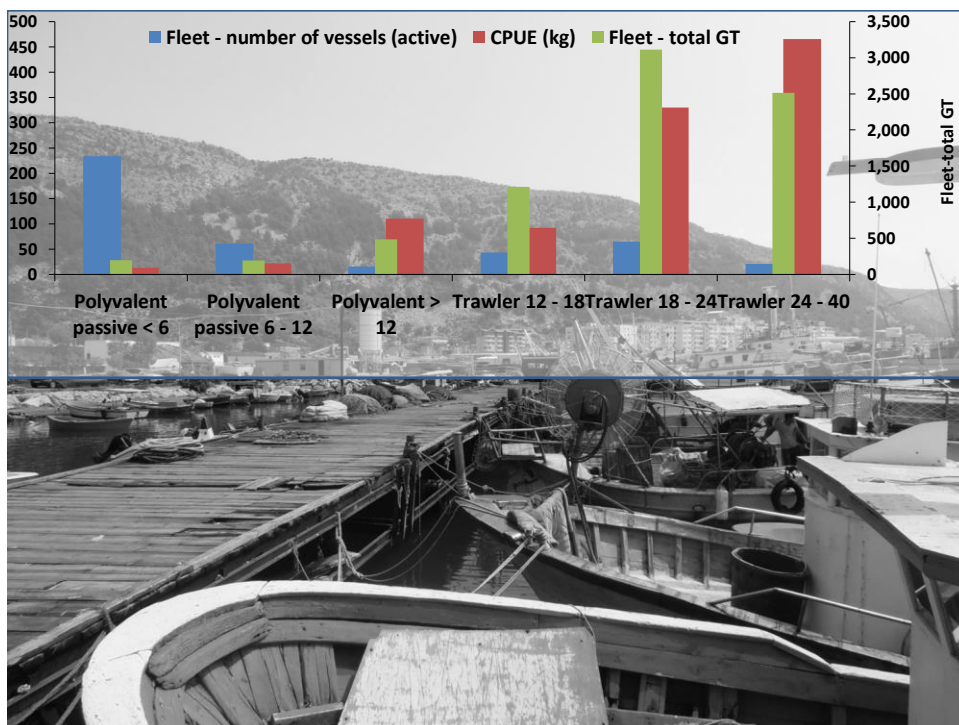 500
450
400
350
300
250
200
150
100
50
0
Fleet - number of vessels (active) CPUE (kg) Fleet - total GT
3,500
3,000
2,500
2,000
1,500
1,000
500
0
Fleet-total GT
Polyvalent passive < 6
Polyvalent passive 6 - 12
Polyvalent > 12
Trawler 12 - 18
Trawler 18 - 24
Trawler 24 - 40